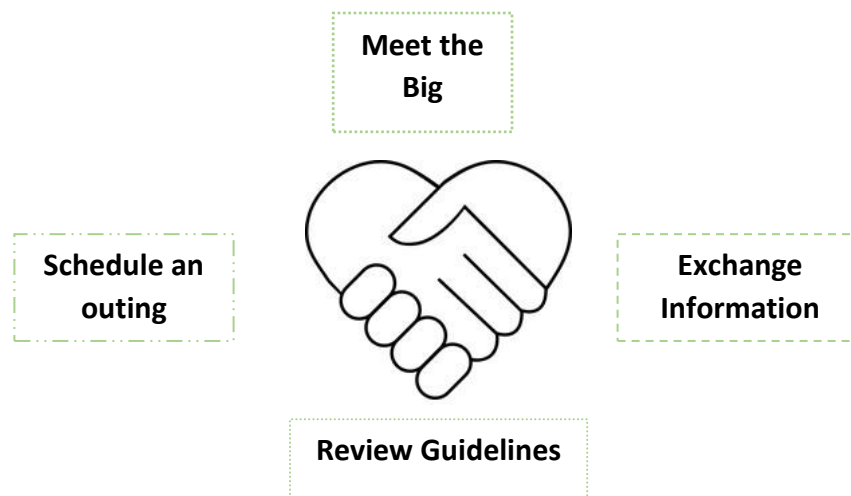 Meet the
Big
Schedule an
outing
Exchange
Information
Review Guidelines